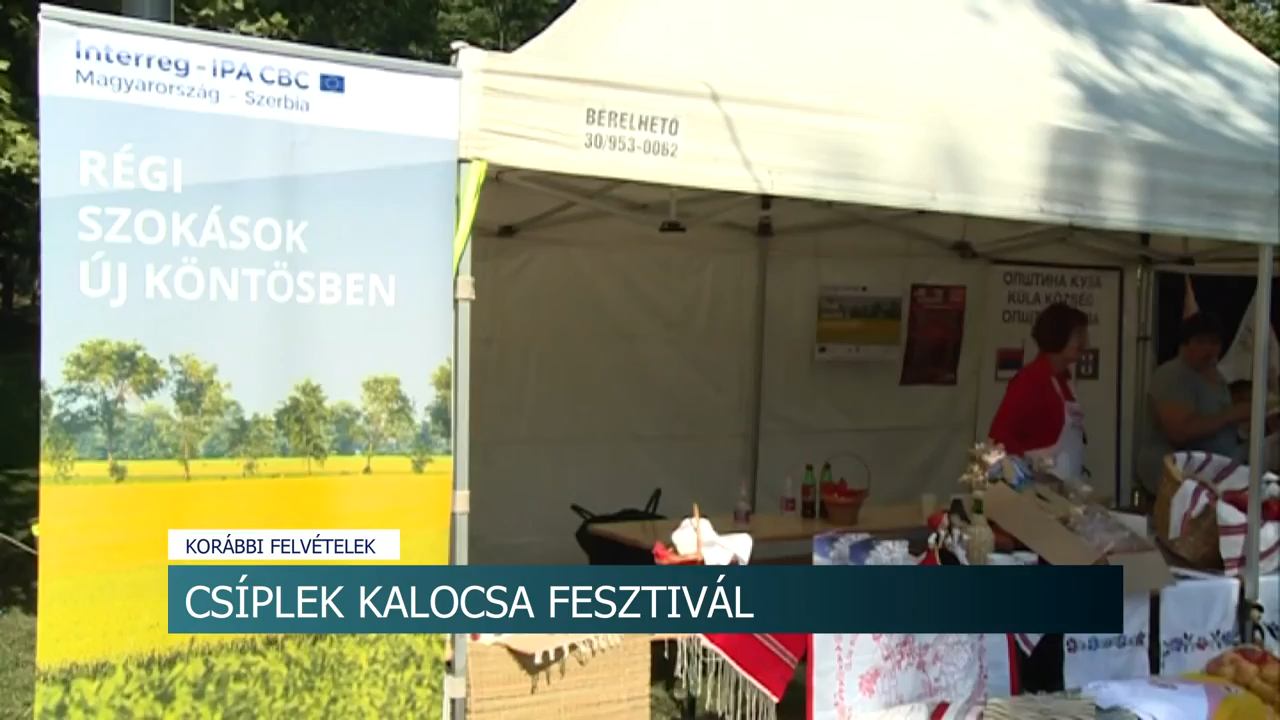 Interreg - IPA CBC
Magyarország - Szerbia
RÉGI
SZOKÁSOK
ÚJ KÖNTÖSBEN
BÉRELHETŐ
30/953-0062
ОПШТИНА КУЛА
KULA KÖZSÉG
KORÁBBI FELVÉTELEK
CSÍPLEK KALOCSA FESZTIVÁL